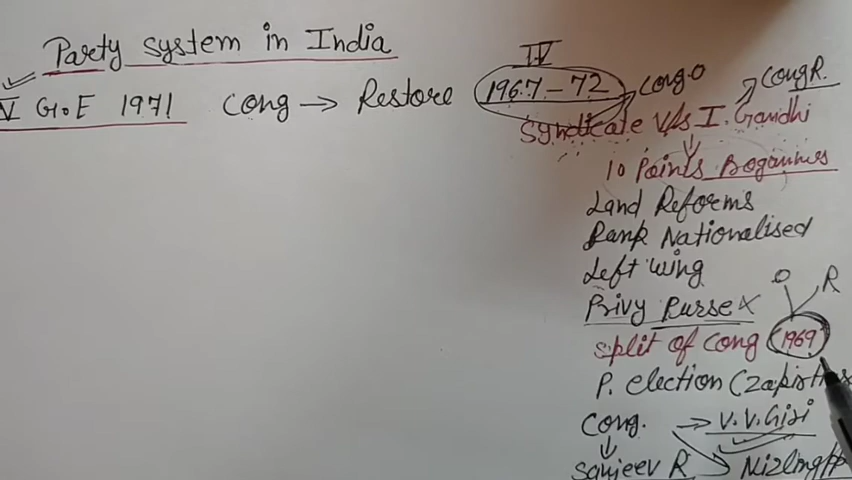 Party system in India
IV
V G.E 1971 Cong → Restore 1967-72 Cong O Cong R.
Syndicate V/s I. Gandhi
10 Points Programmes
Land Reforms
Bank Nationalised
Left wing
Privy Purse ×
O R
Split of Cong 1969
P. election (Zakir
Cong. → V.V. Giri
Sanjeev R